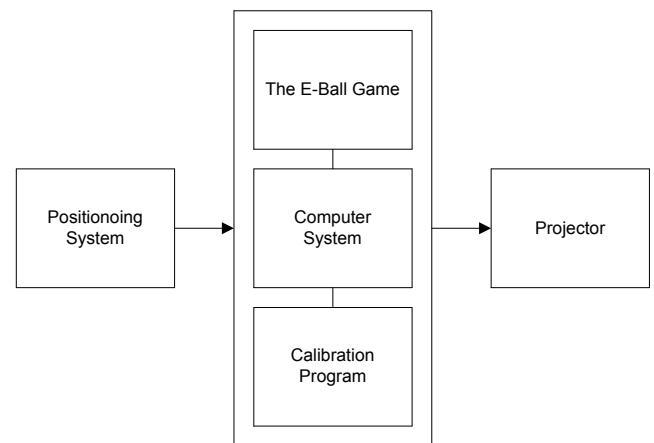 The E-Ball Game
Positionoing
System
Computer
System
Projector
Calibration
Program